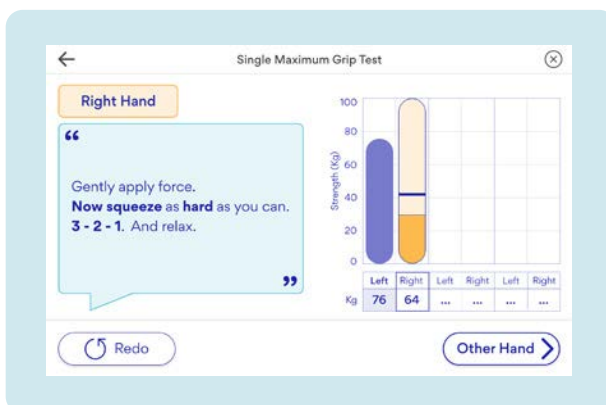 Single Maximum Grip Test
Right Hand
“
Gently apply force.
Now squeeze as hard as you can.
3 - 2 - 1. And relax.
”
Strength (Kg)
100
80
60
40
20
0
Left Right Left Right Left Right
Kg 76 64 ... ... ... ...
Redo
Other Hand